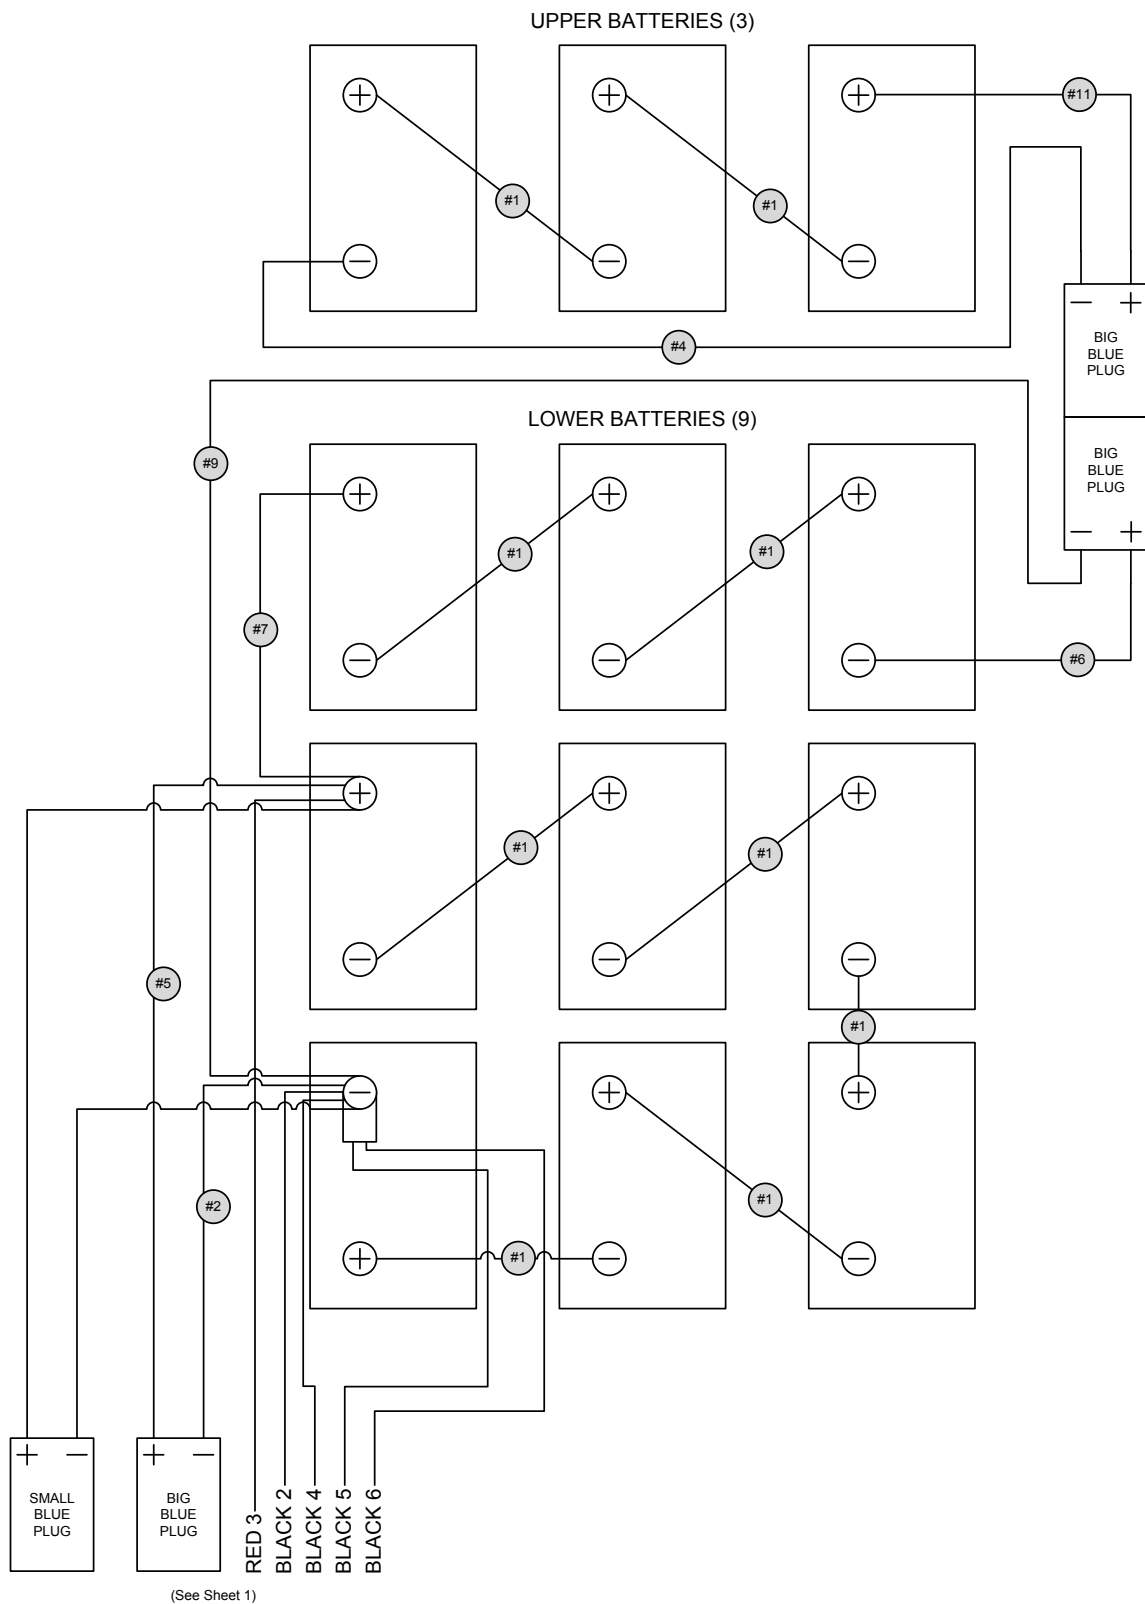 UPPER BATTERIES (3)
+
+
+
#11
#1
#1
−
−
−
− +
#4
BIG
BLUE
PLUG
LOWER BATTERIES (9)
#9
BIG
BLUE
PLUG
+
+
+
− +
#1
#1
#7
−
−
−
#6
+
+
+
#1
#1
−
−
−
#5
#1
−
+
+
#2
#1
+
#1
−
−
+ −
+ −
SMALL
BLUE
PLUG
BIG
BLUE
PLUG
RED 3
BLACK 2
BLACK 4
BLACK 5
BLACK 6
(See Sheet 1)